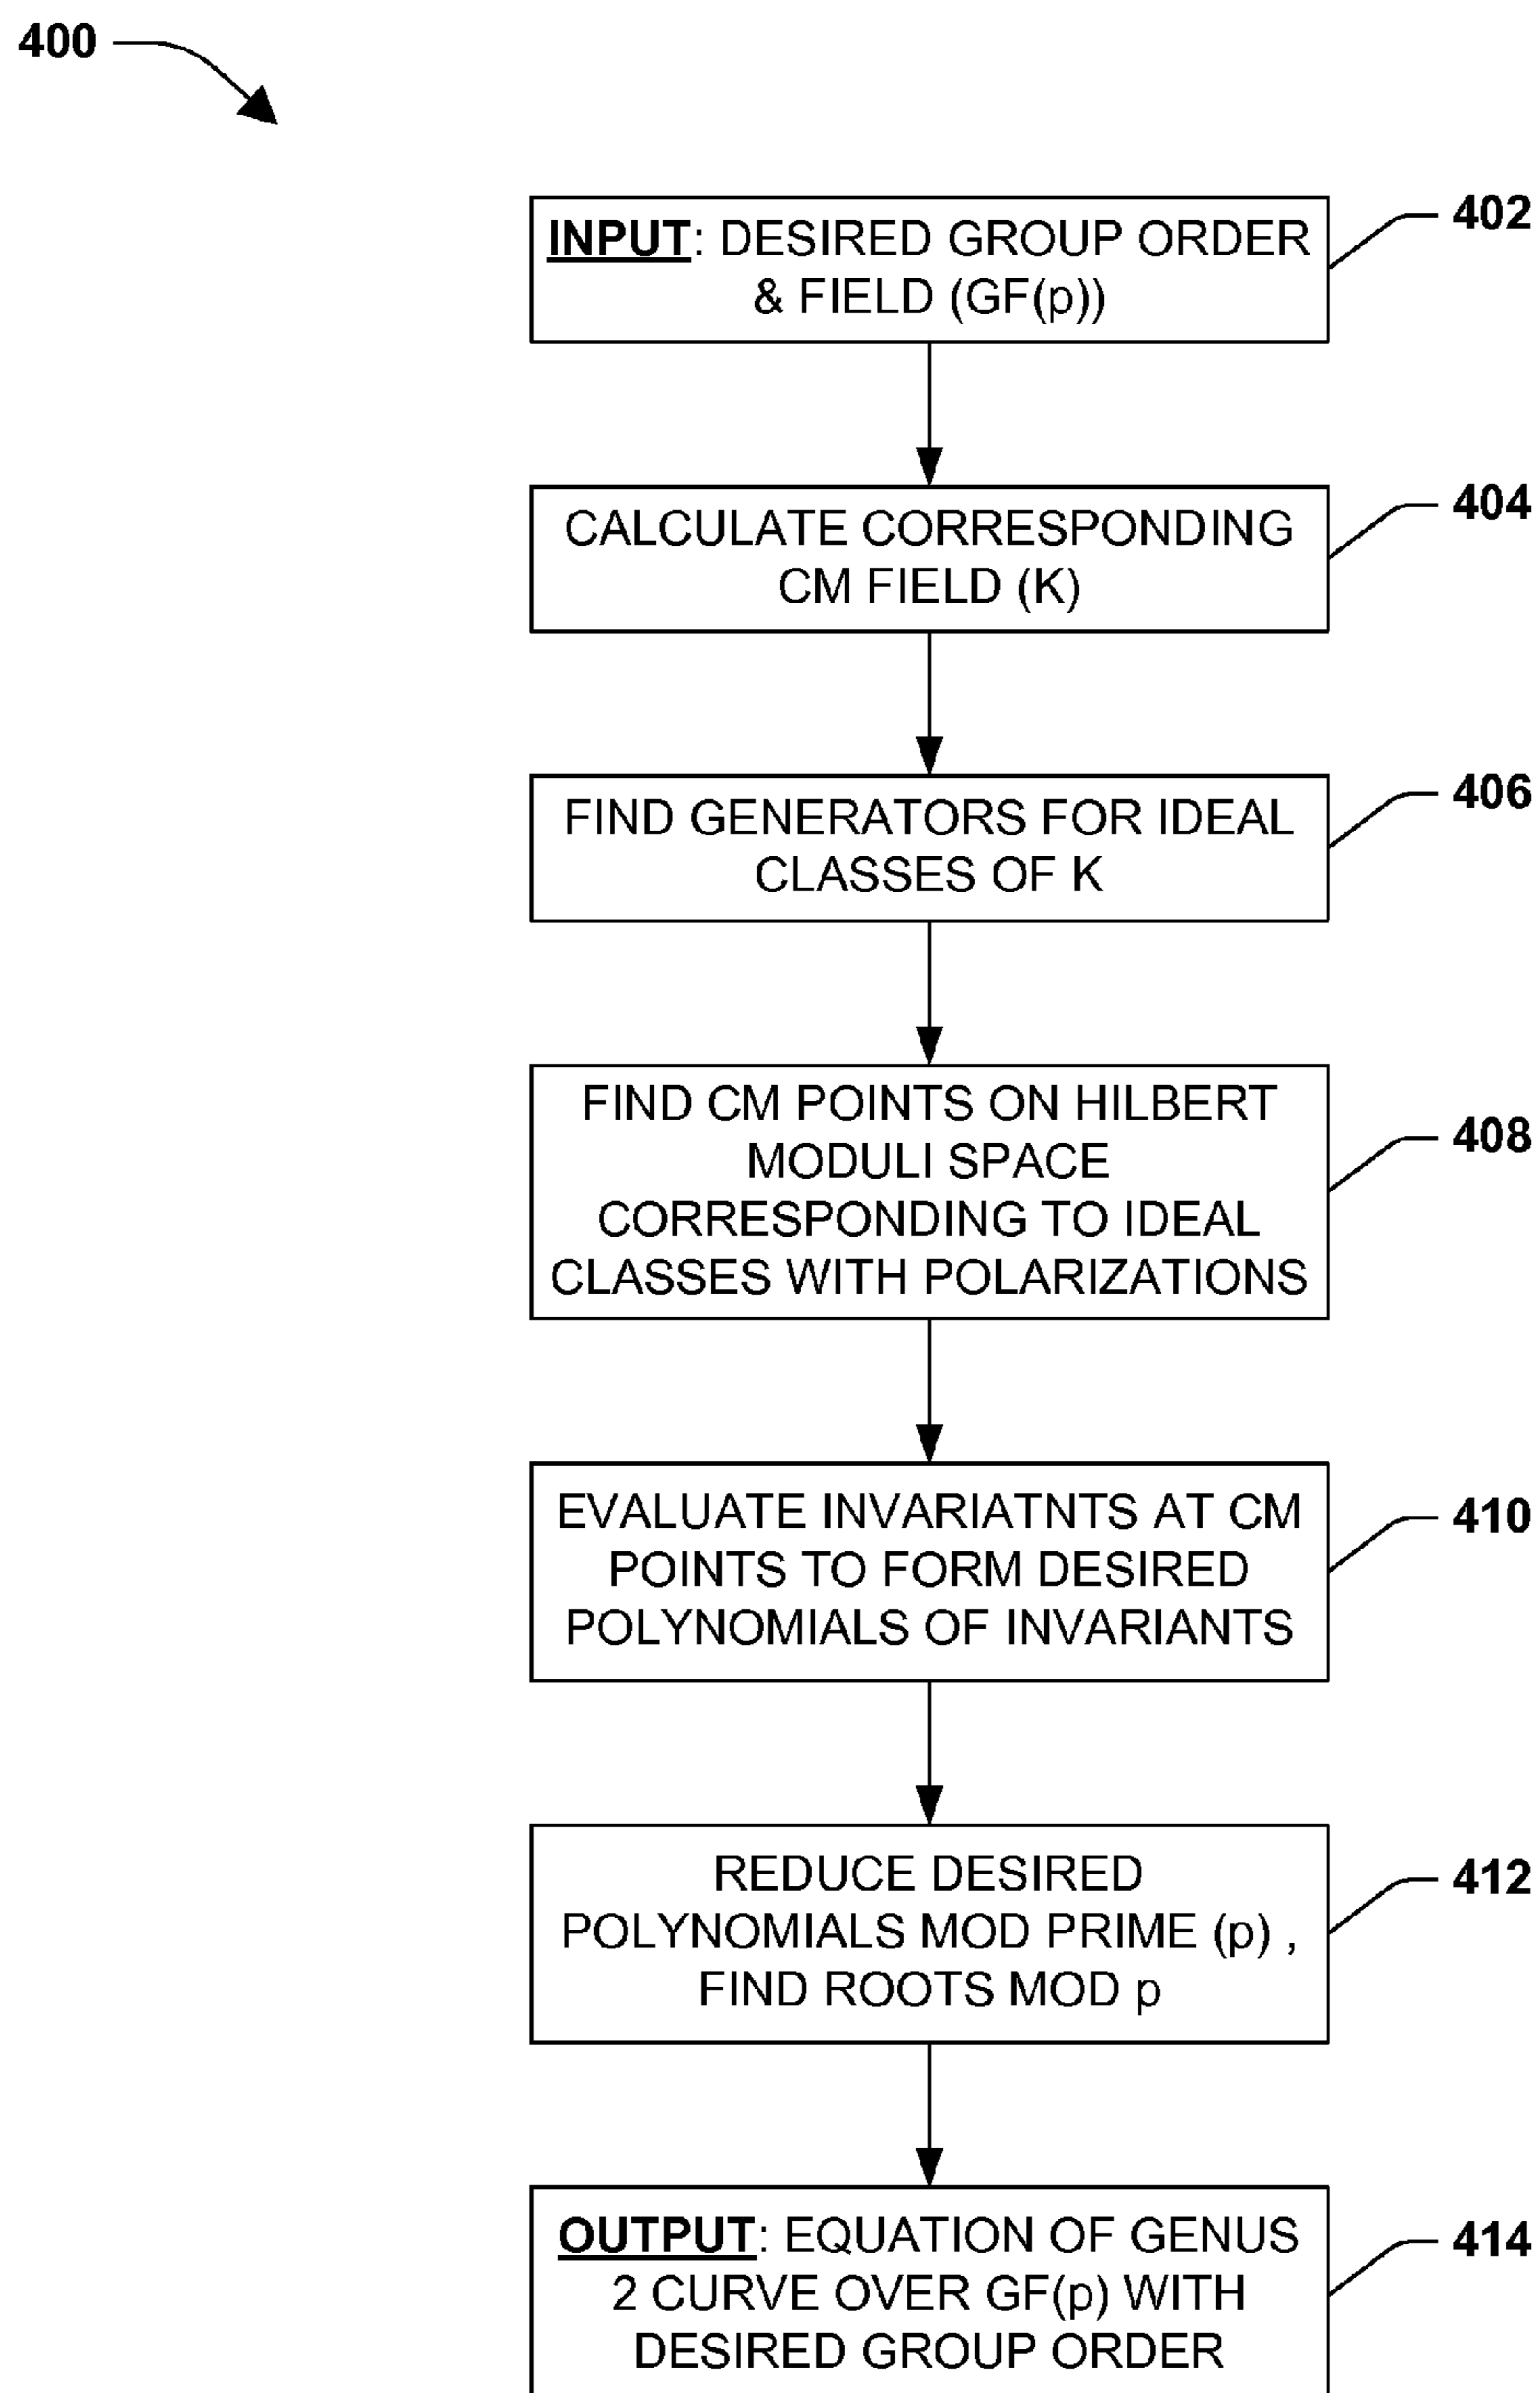 400
INPUT: DESIRED GROUP ORDER
& FIELD (GF(p))
402
CALCULATE CORRESPONDING
CM FIELD (K)
404
FIND GENERATORS FOR IDEAL
CLASSES OF K
406
FIND CM POINTS ON HILBERT
MODULI SPACE
CORRESPONDING TO IDEAL
CLASSES WITH POLARIZATIONS
408
EVALUATE INVARIATNTS AT CM
POINTS TO FORM DESIRED
POLYNOMIALS OF INVARIANTS
410
REDUCE DESIRED
POLYNOMIALS MOD PRIME (p) ,
FIND ROOTS MOD p
412
OUTPUT: EQUATION OF GENUS
2 CURVE OVER GF(p) WITH
DESIRED GROUP ORDER
414